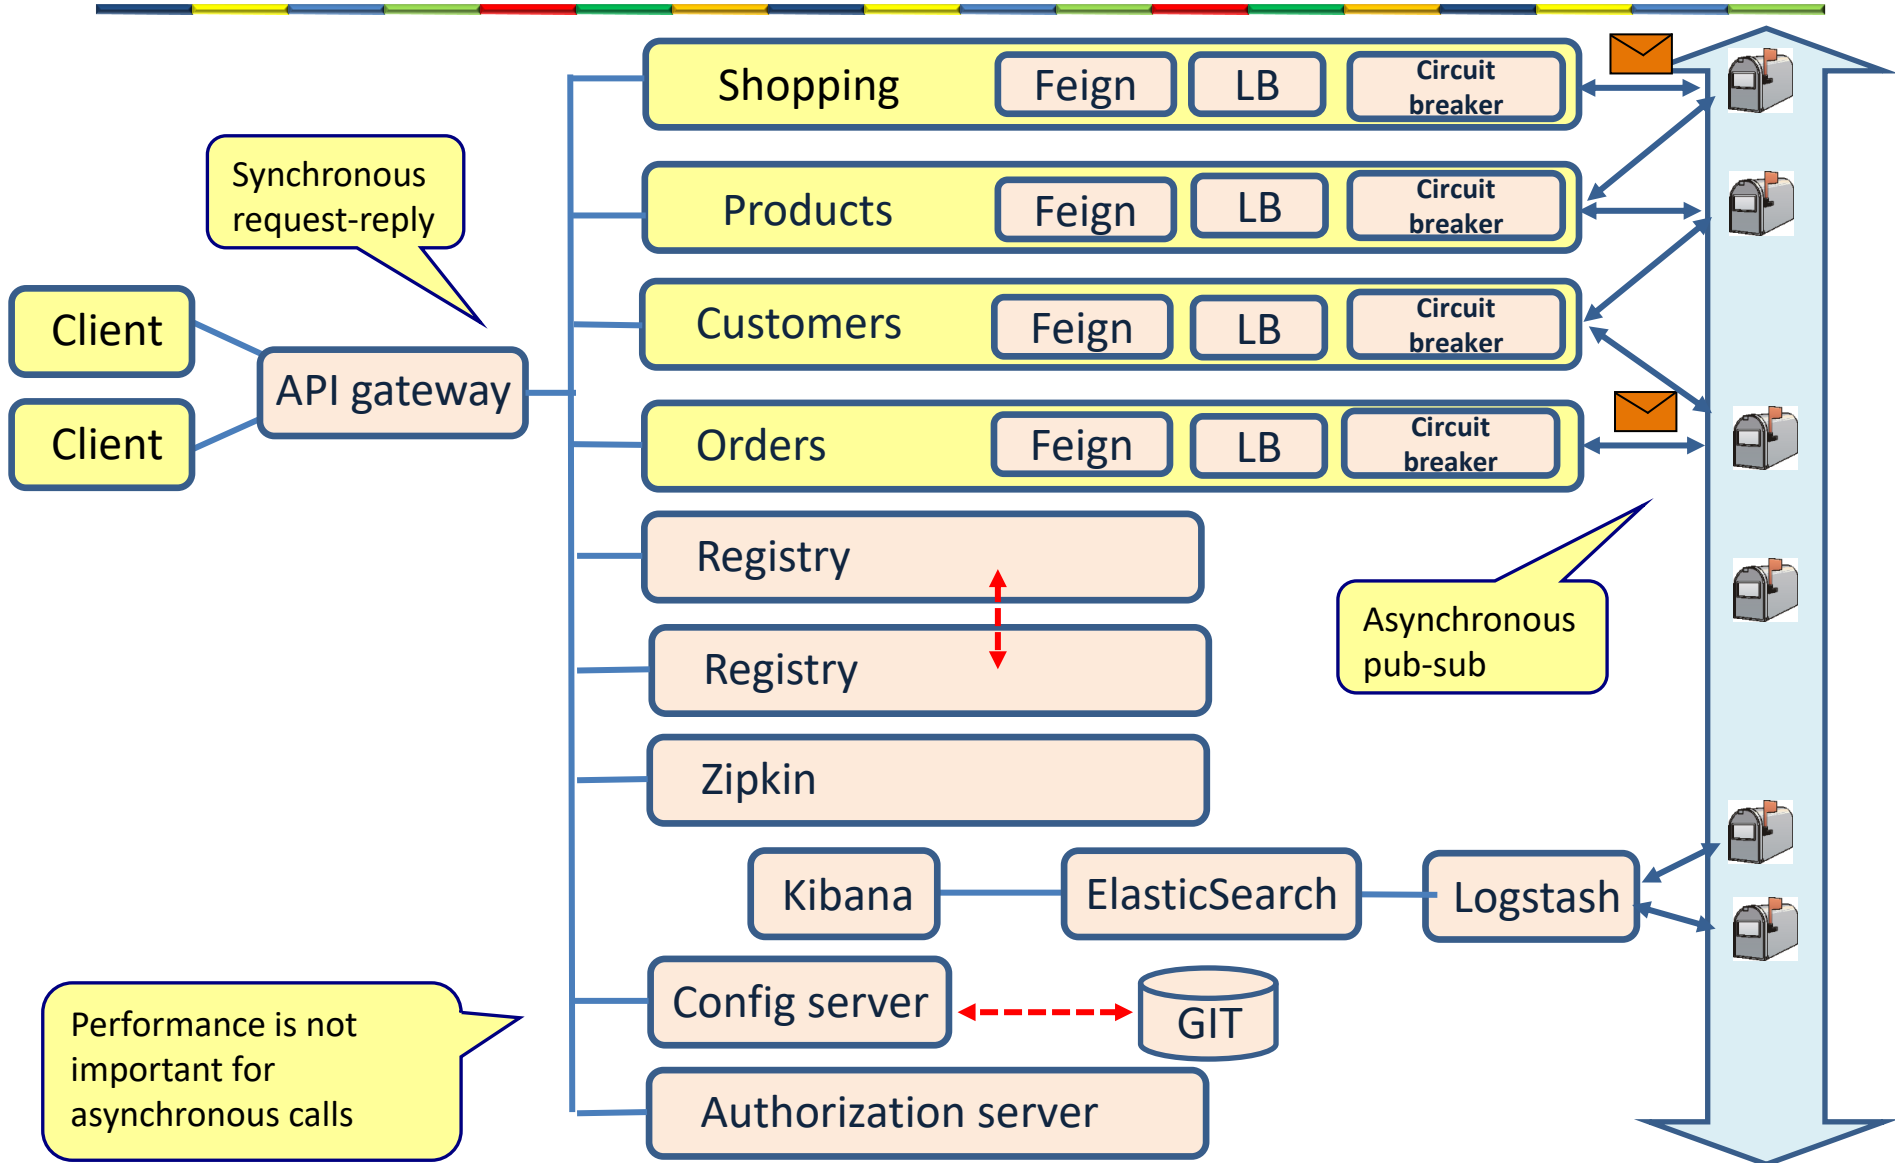 Shopping
Feign
LB
Circuit
breaker
Synchronous
request-reply
Products
Feign
LB
Circuit
breaker
Client
Customers
Feign
LB
Circuit
breaker
API gateway
Client
Orders
Feign
LB
Circuit
breaker
Registry
Asynchronous
pub-sub
Registry
Zipkin
Kibana
ElasticSearch
Logstash
Config server
GIT
Performance is not
important for
asynchronous calls
Authorization server